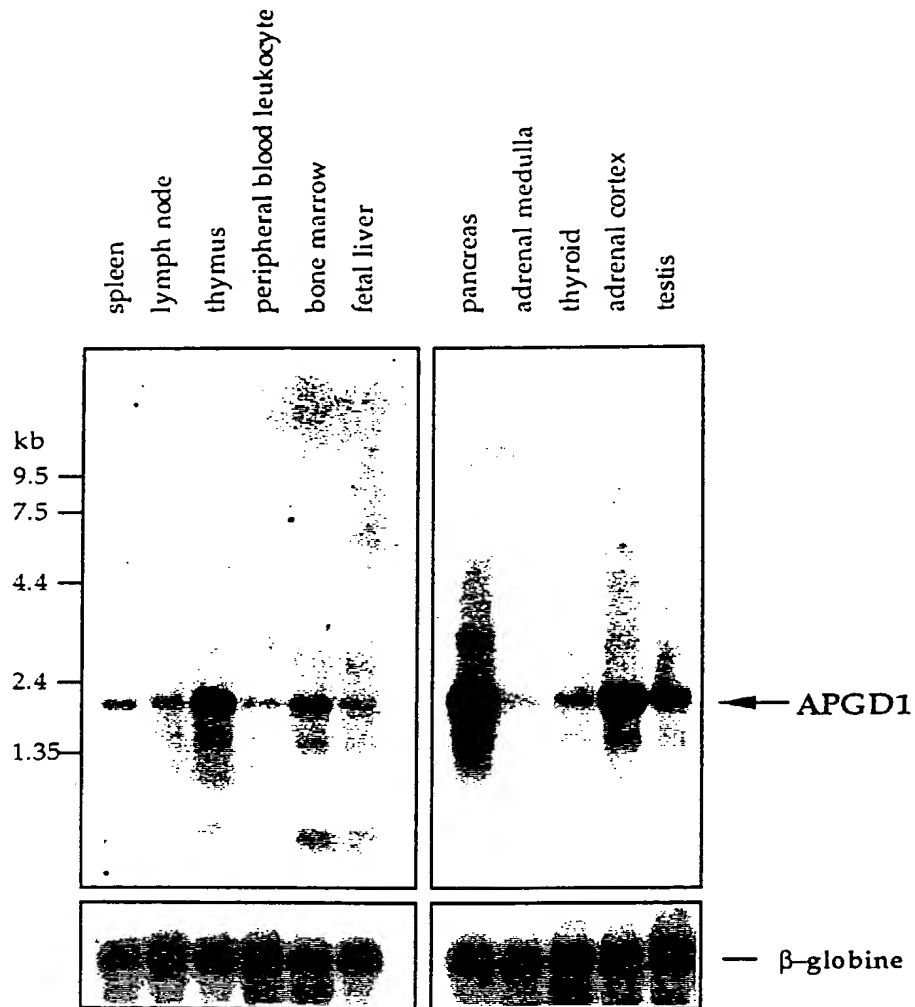 spleen
lymph node
thymus
peripheral blood leukocyte
bone marrow
fetal liver
pancreas
adrenal medulla
thyroid
adrenal cortex
testis
kb
9.5
7.5
4.4
2.4
1.35
APGD1
β–globine